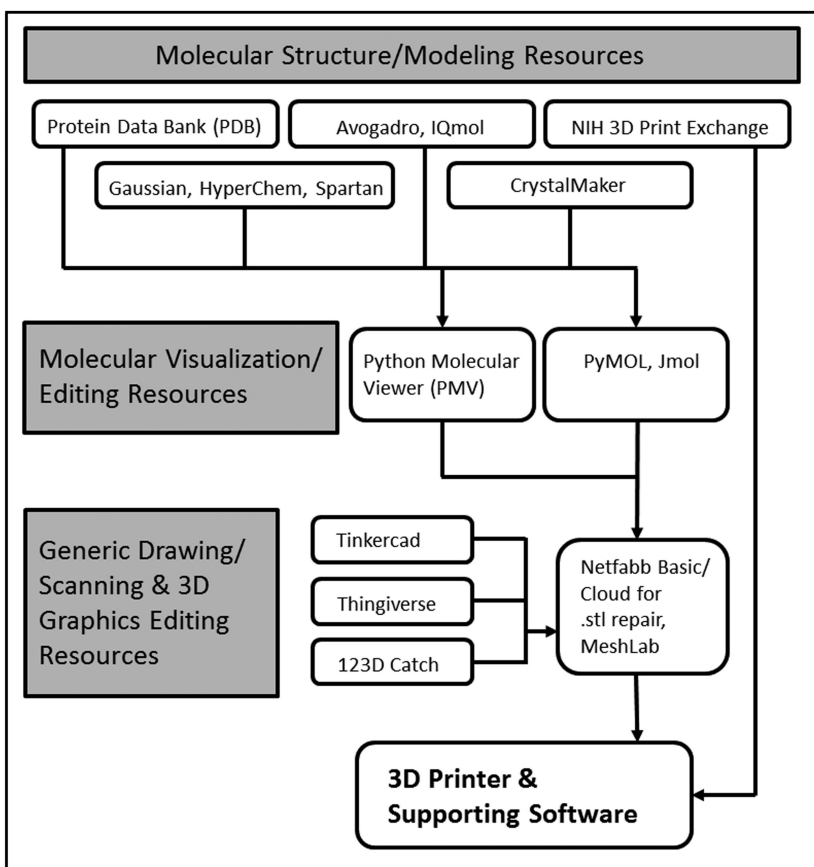 Molecular Structure/Modeling Resources
Protein Data Bank (PDB)
Avogadro, IQmol
NIH 3D Print Exchange
Gaussian, HyperChem, Spartan
CrystalMaker
Molecular Visualization/
Editing Resources
Python Molecular
Viewer (PMV)
PyMOL, Jmol
Generic Drawing/
Scanning & 3D
Graphics Editing
Resources
Tinkercad
Thingiverse
123D Catch
Netfabb Basic/
Cloud for
.stl repair,
MeshLab
3D Printer &
Supporting Software